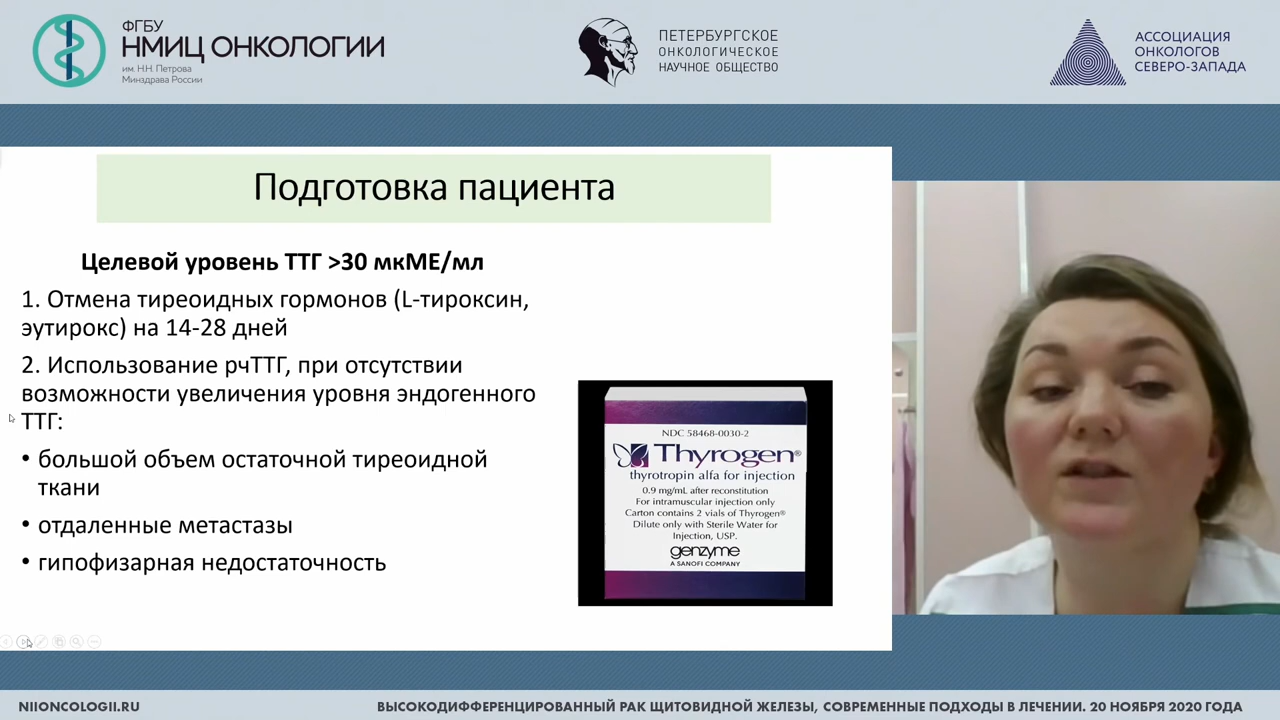 ФГБУ
НМИЦ ОНКОЛОГИИ
им. Н.Н. Петрова
Минздрава России
ПЕТЕРБУРГСКОЕ
ОНКОЛОГИЧЕСКОЕ
НАУЧНОЕ ОБЩЕСТВО
АССОЦИАЦИЯ
ОНКОЛОГОВ
СЕВЕРО-ЗАПАДА
Подготовка пациента
Целевой уровень ТТГ >30 мкМЕ/мл
1. Отмена тиреоидных гормонов (L-тироксин,
эутирокс) на 14-28 дней
2. Использование рчТТГ, при отсутствии
возможности увеличения уровня эндогенного
ТТГ:
• большой объем остаточной тиреоидной
ткани
• отдаленные метастазы
• гипофизарная недостаточность
NDC 58468-0030-2
Thyrogen®
thyrotropin alfa for injection
0.9 mg/mL after reconstitution
For intramuscular injection only
Carton contains 2 vials of Thyrogen®
Dilute only with Sterile Water for
Injection, USP.
genzyme
A SANOFI COMPANY
NIIONCOLOGII.RU
ВЫСОКОДИФФЕРЕНЦИРОВАННЫЙ РАК ЩИТОВИДНОЙ ЖЕЛЕЗЫ, СОВРЕМЕННЫЕ ПОДХОДЫ В ЛЕЧЕНИИ. 20 НОЯБРЯ 2020 ГОДА